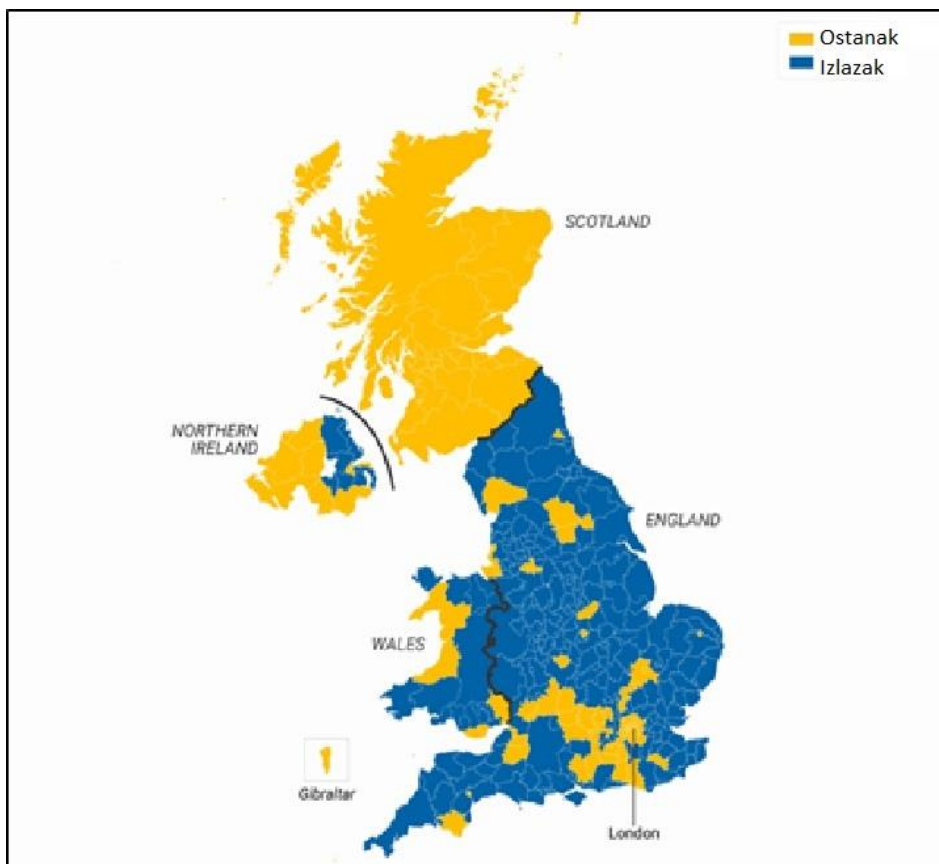 Ostanak
Izlazak
SCOTLAND
NORTHERN
IRELAND
ENGLAND
WALES
Gibraltar
London